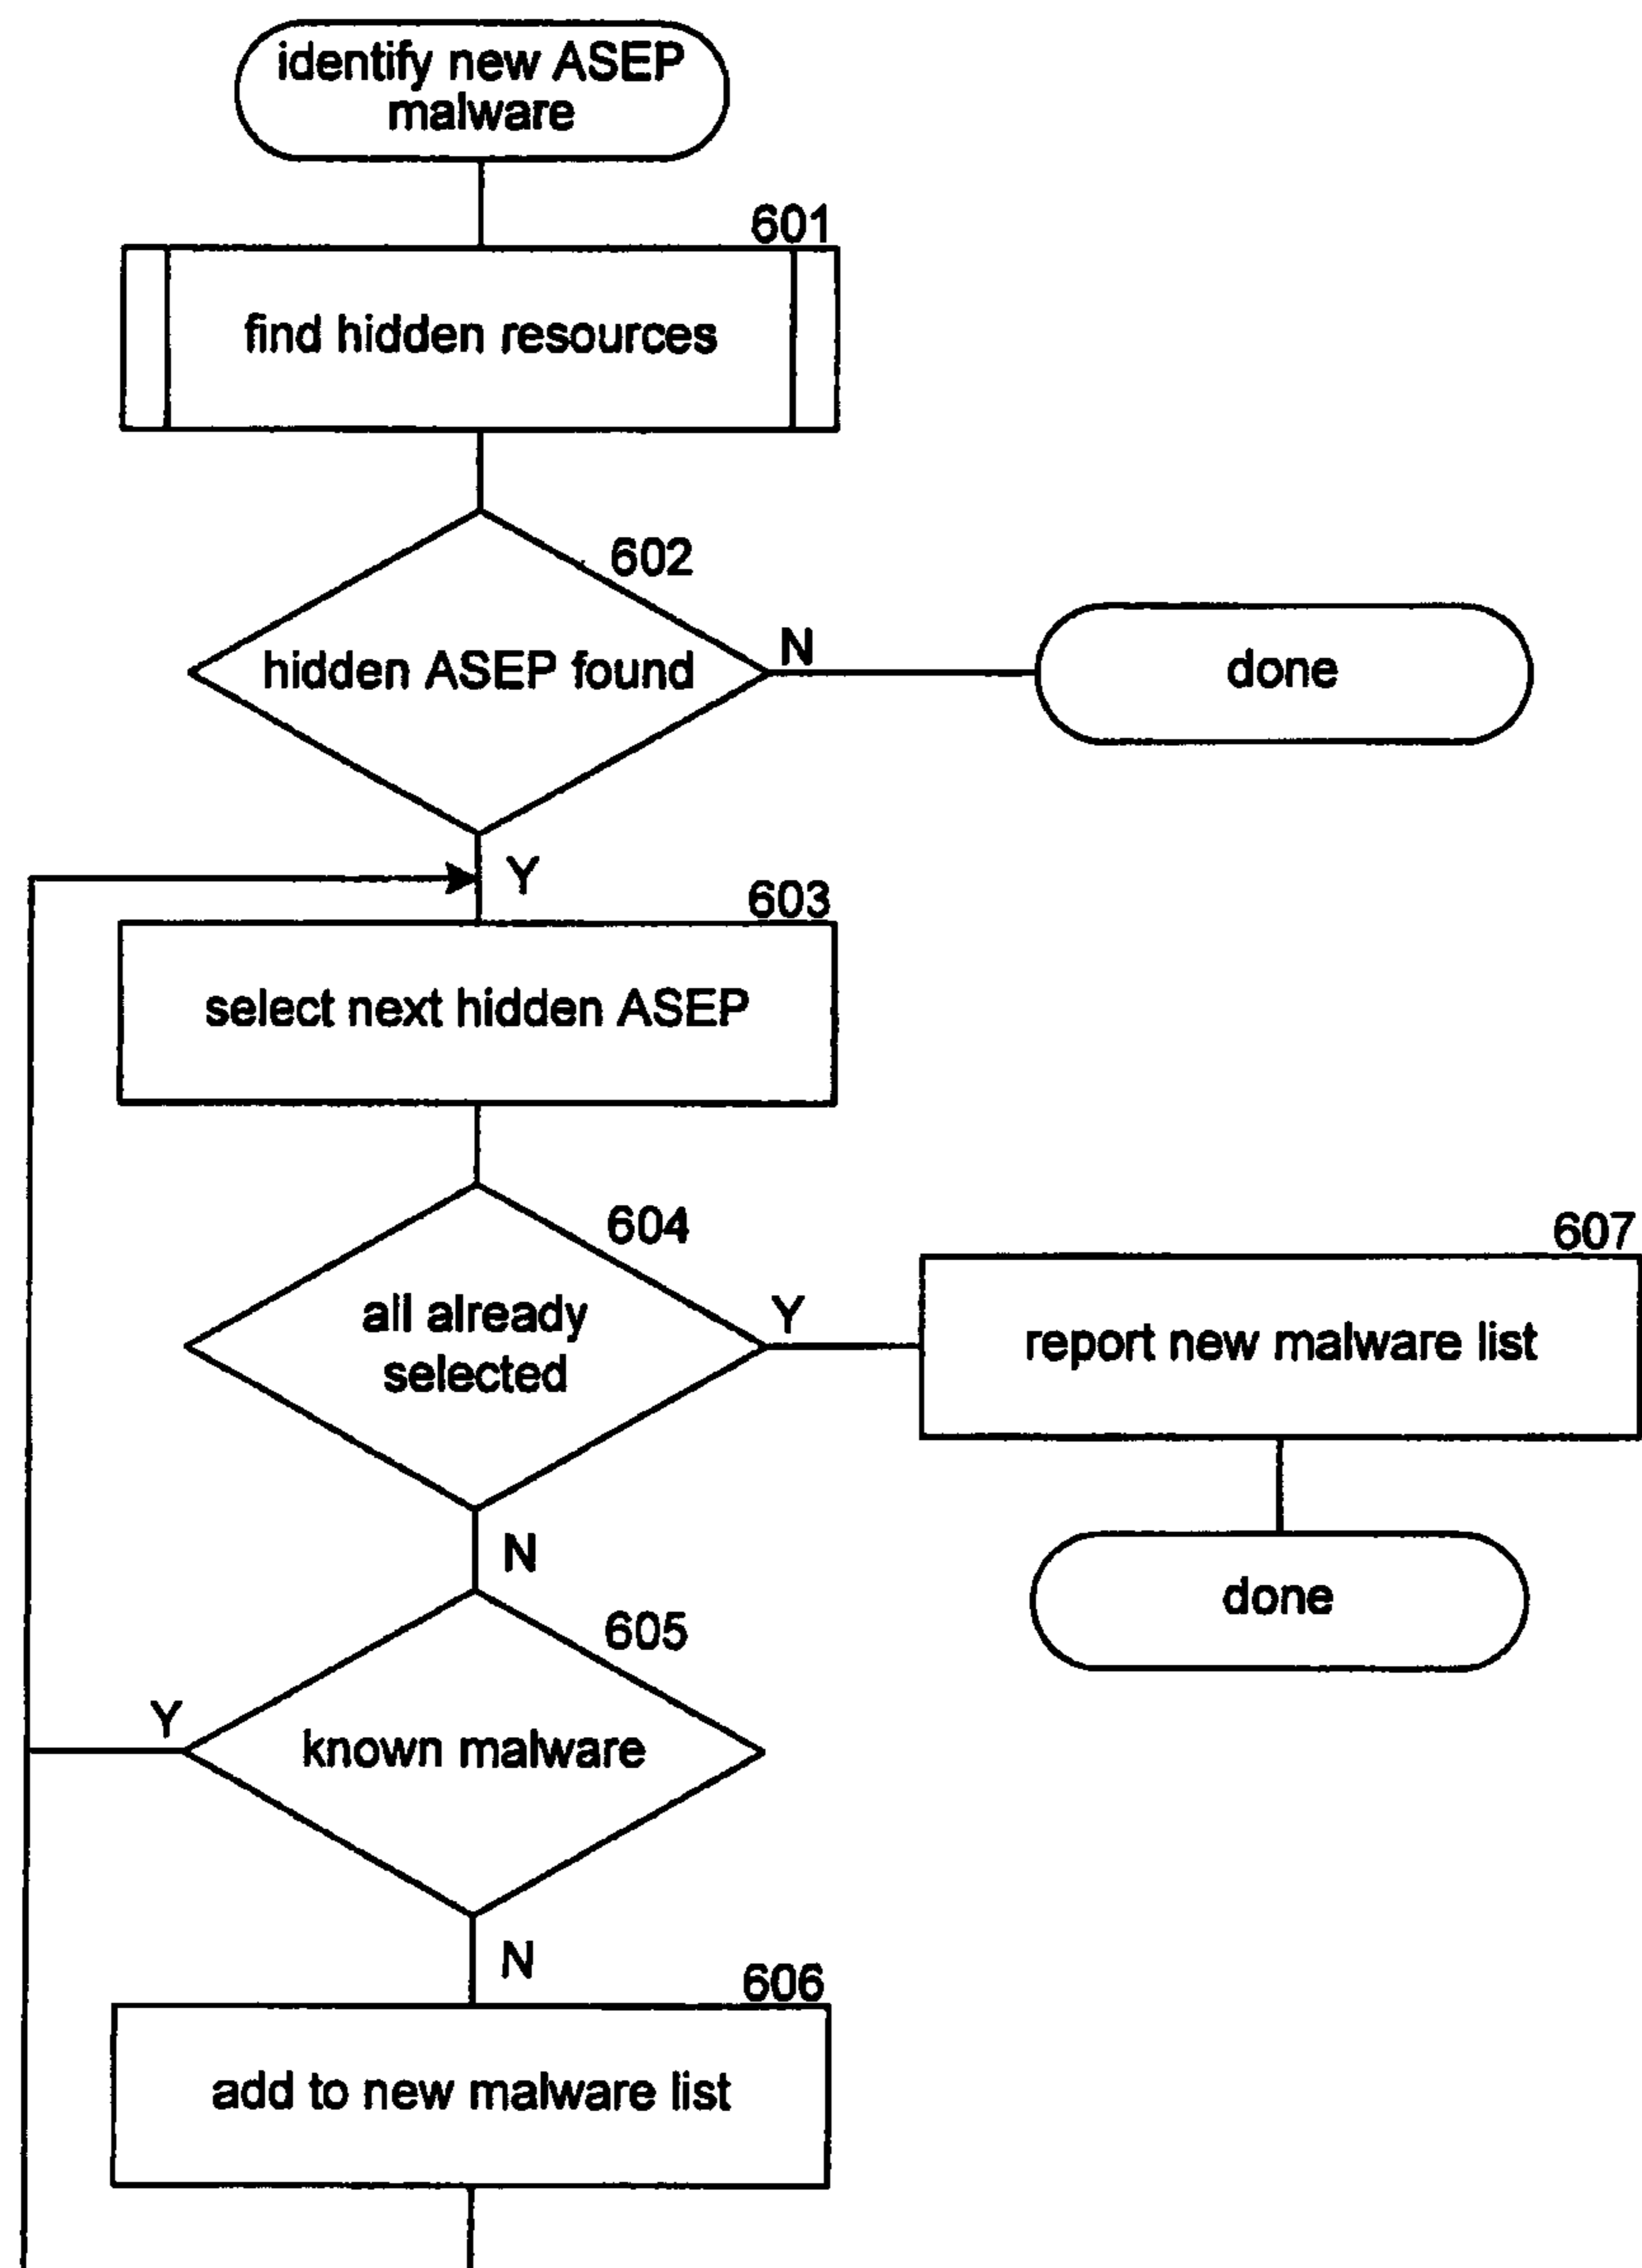 identify new ASEP
malware
601
find hidden resources
602
hidden ASEP found
N
done
Y
603
select next hidden ASEP
604
all already
selected
Y
607
report new malware list
N
done
605
Y
known malware
N
606
add to new malware list